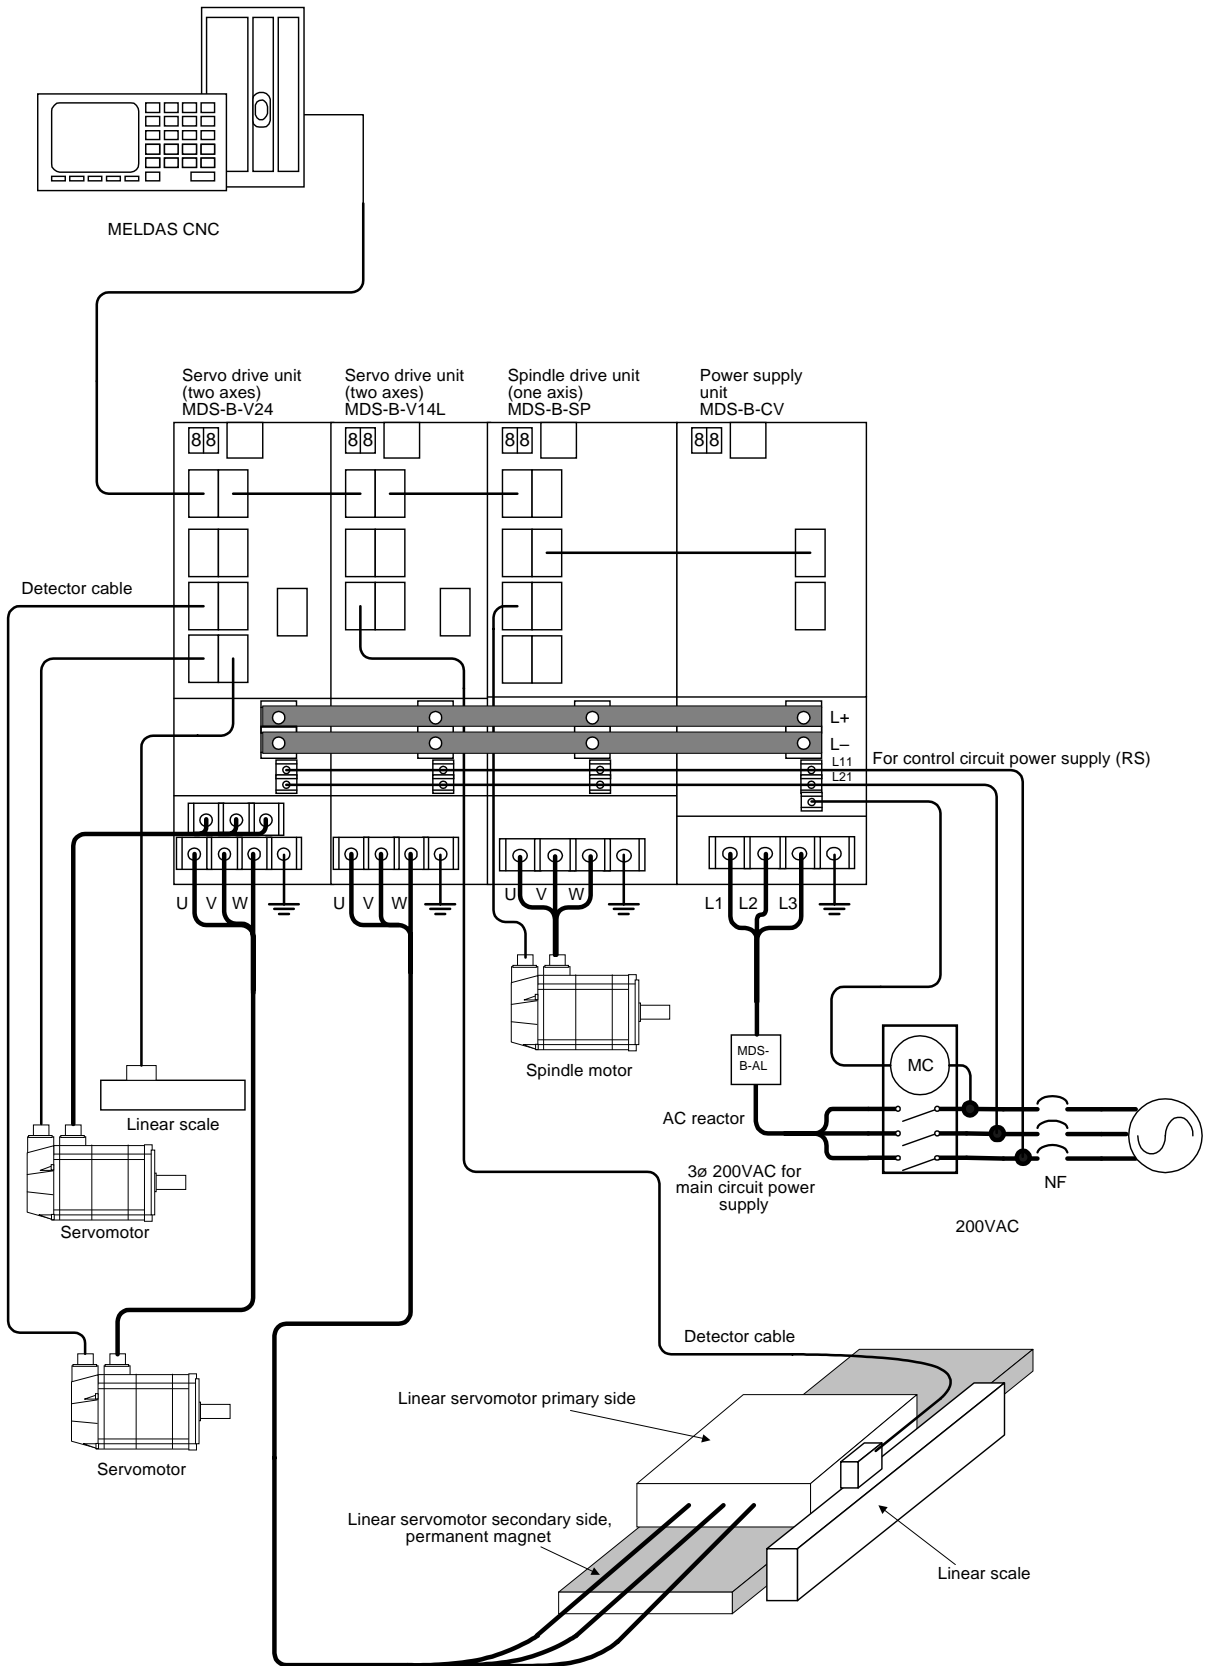 MELDAS CNC
Servo drive unit
(two axes)
MDS-B-V24
Servo drive unit
(two axes)
MDS-B-V14L
Spindle drive unit
(one axis)
MDS-B-SP
Power supply
unit
MDS-B-CV
88
88
88
88
Detector cable
L+
L–
L11
L21
For control circuit power supply (RS)
U V W
U V W
U V W
L1 L2 L3
MDS-
B-AL
MC
Spindle motor
AC reactor
Linear scale
3ø 200VAC for
main circuit power
supply
NF
200VAC
Servomotor
Detector cable
Linear servomotor primary side
Servomotor
Linear servomotor secondary side,
permanent magnet
Linear scale